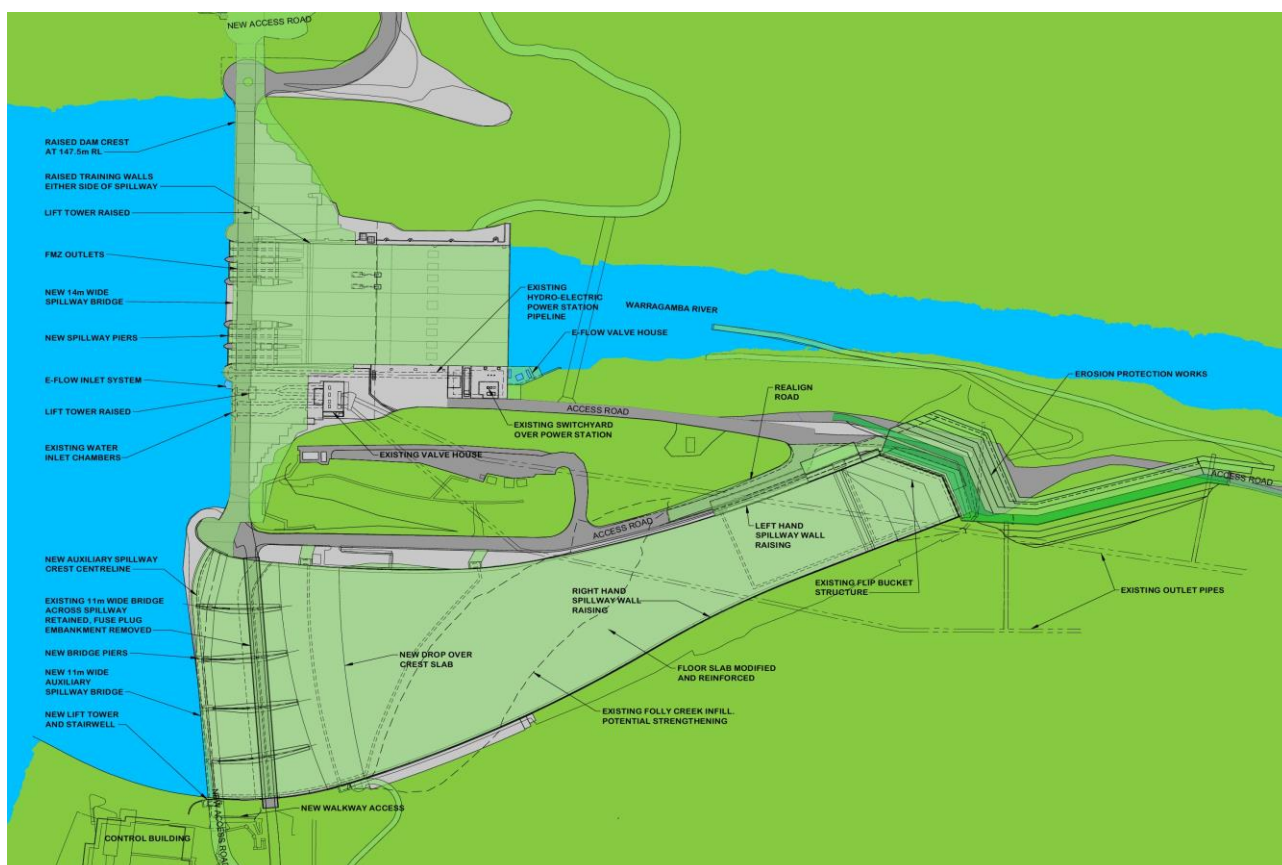 NEW ACCESS ROAD
RAISED DAM CREST
AT 147.5m RL
RAISED TRAINING WALLS
EITHER SIDE OF SPILLWAY
LIFT TOWER RAISED
FMZ OUTLETS
NEW 14m WIDE
SPILLWAY BRIDGE
NEW SPILLWAY PIERS
E-FLOW INLET SYSTEM
LIFT TOWER RAISED
EXISTING WATER
INLET CHAMBERS
EXISTING
HYDRO-ELECTRIC
POWER STATION
PIPELINE
E-FLOW VALVE HOUSE
WARRAGAMBA RIVER
EROSION PROTECTION WORKS
REALIGN
ROAD
ACCESS ROAD
EXISTING SWITCHYARD
OVER POWER STATION
EXISTING VALVE HOUSE
ACCESS ROAD
ACCESS ROAD
LEFT HAND
SPILLWAY WALL
RAISING
NEW AUXILIARY SPILLWAY
CREST CENTRELINE
EXISTING 11m WIDE BRIDGE
ACROSS SPILLWAY
RETAINED, FUSE PLUG
EMBANKMENT REMOVED
NEW BRIDGE PIERS
NEW 11m WIDE
AUXILIARY
SPILLWAY BRIDGE
NEW LIFT TOWER
AND STAIRWELL
RIGHT HAND
SPILLWAY WALL
RAISING
EXISTING FLIP BUCKET
STRUCTURE
EXISTING OUTLET PIPES
NEW DROP OVER
CREST SLAB
FLOOR SLAB MODIFIED
AND REINFORCED
EXISTING FOLLY CREEK INFILL.
POTENTIAL STRENGTHENING
NEW WALKWAY ACCESS
NEW ACCESS ROAD
CONTROL BUILDING